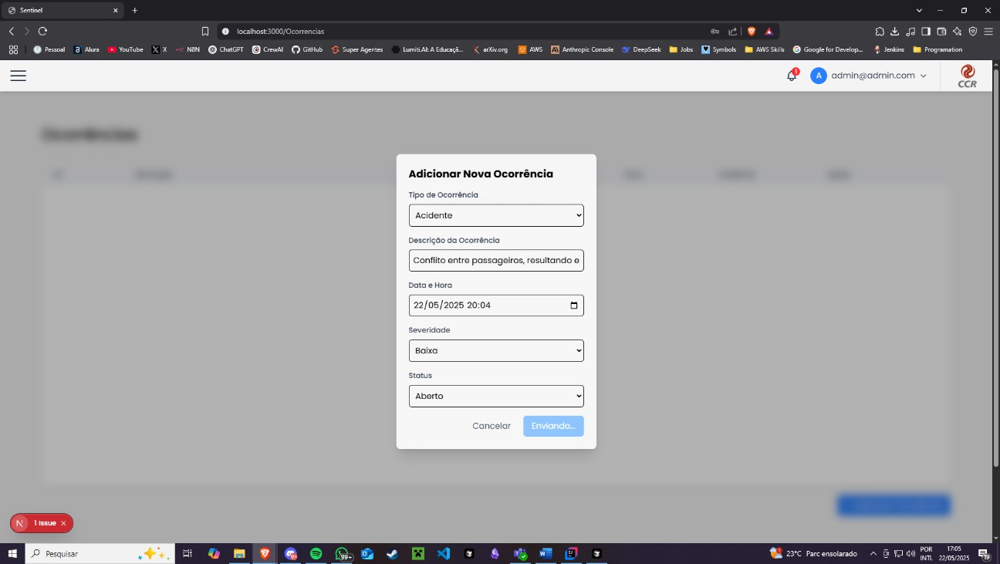 Sentinel
localhost:3000/Ocorrencias
Pessoal
Alura
YouTube
X
N8N
ChatGPT
CrewAI
GitHub
Super Agentes
Lumiti.AI: A Educaçã...
arXiv.org
AWS
Anthropic Console
DeepSeek
Jobs
Symbols
AWS Skills
Google for Develop...
Jenkins
Programation
1
A
admin@admin.com
CCR
Adicionar Nova Ocorrência
Tipo de Ocorrência
Acidente
Descrição da Ocorrência
Conflito entre passageiros, resultando e
Data e Hora
22/05/2025 20:04
Severidade
Baixa
Status
Aberto
Cancelar
Enviando...
N 1 Issue
Pesquisar
99+
23°C Parc ensolarado
POR
INTL
17:05
22/05/2025